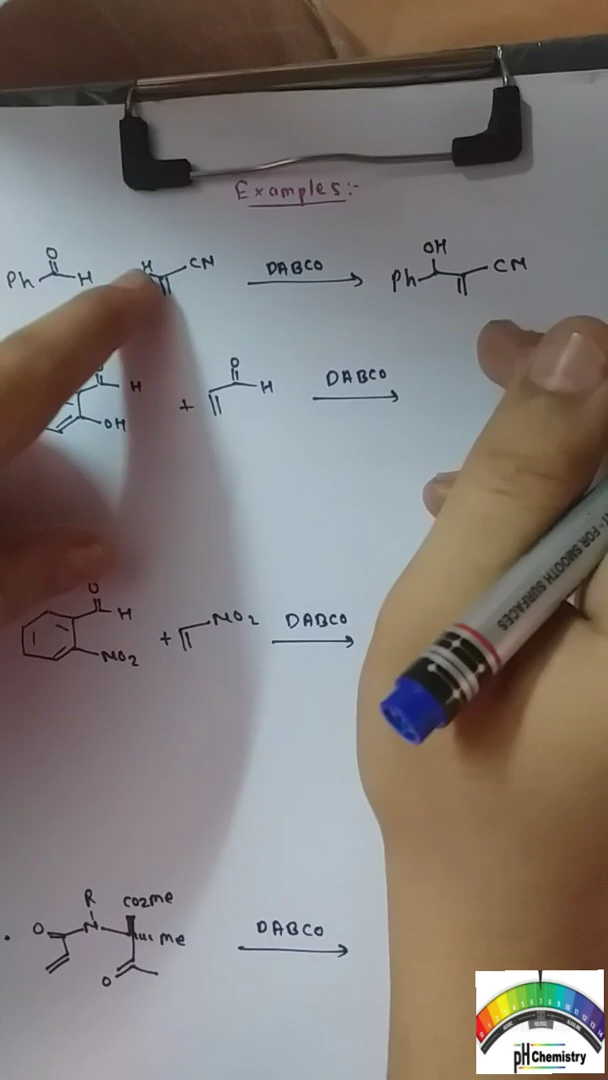 Examples:-
Ph O H H CN DABCO OH Ph CN
H OH + O H DABCO
O H NO2 + NO2 DABCO
R CO2Me O N Me O DABCO
FOR SMOOTH SURFACES
pH Chemistry